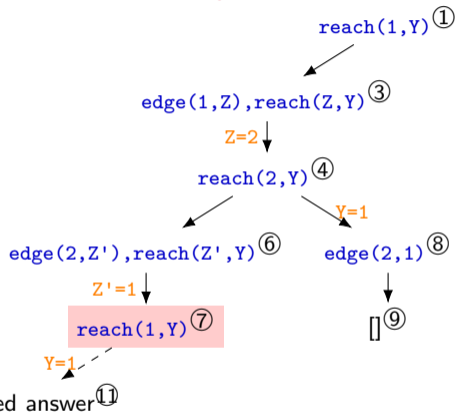 reach(1,Y)①
edge(1,Z),reach(Z,Y)③
Z=2
reach(2,Y)④
Y=1
edge(2,Z'),reach(Z',Y)⑥
edge(2,1)⑧
Z'=1
reach(1,Y)⑦
[]⑨
Y=1
ed answer⑪